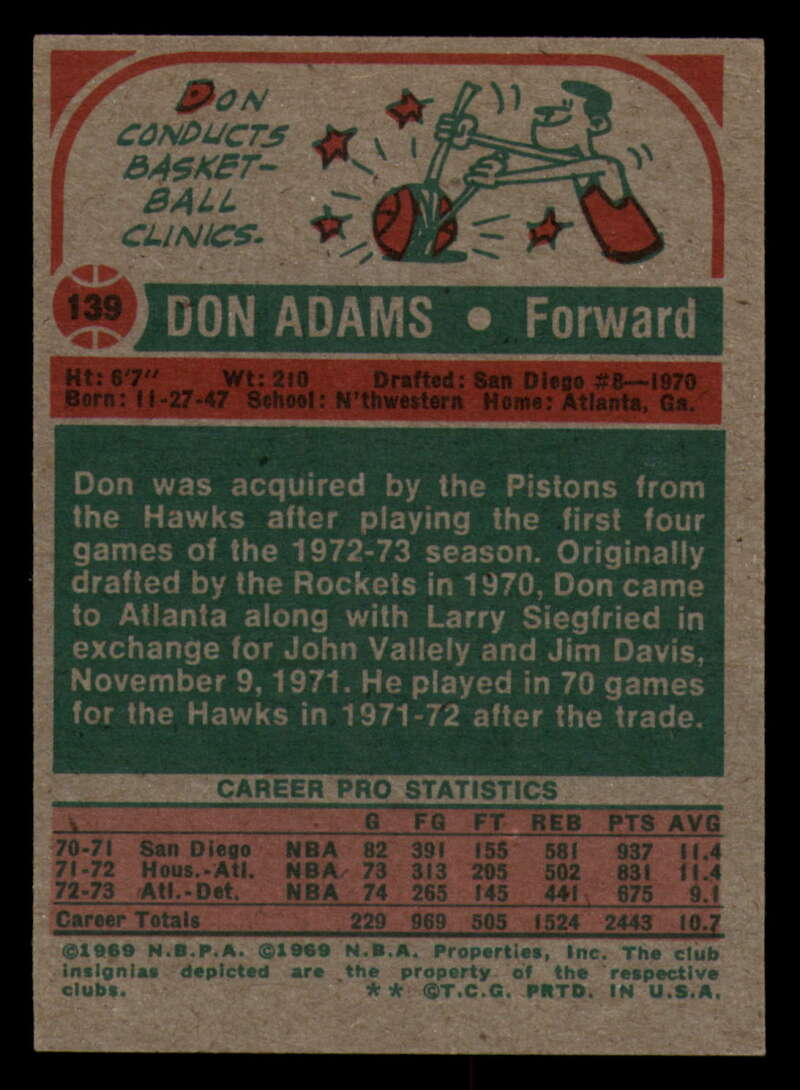 DON
CONDUCTS
BASKET-
BALL
CLINICS.
139
DON ADAMS • Forward
Ht: 6'7" Wt: 210 Drafted: San Diego #8—1970
Born: 11-27-47 School: N'thwestern Home: Atlanta, Ga.
Don was acquired by the Pistons from
the Hawks after playing the first four
games of the 1972-73 season. Originally
drafted by the Rockets in 1970, Don came
to Atlanta along with Larry Siegfried in
exchange for John Vallely and Jim Davis,
November 9, 1971. He played in 70 games
for the Hawks in 1971-72 after the trade.
CAREER PRO STATISTICS
G FG FT REB PTS AVG
70-71 San Diego NBA 82 391 155 581 937 11.4
71-72 Hous.-Atl. NBA 73 313 205 502 831 11.4
72-73 Atl.-Det. NBA 74 265 145 441 675 9.1
Career Totals 229 969 505 1524 2443 10.7
©1969 N.B.P.A. ©1969 N.B.A. Properties, Inc. The club
insignias depicted are the property of the respective
clubs. ** ©T.C.G. PRTD. IN U.S.A.